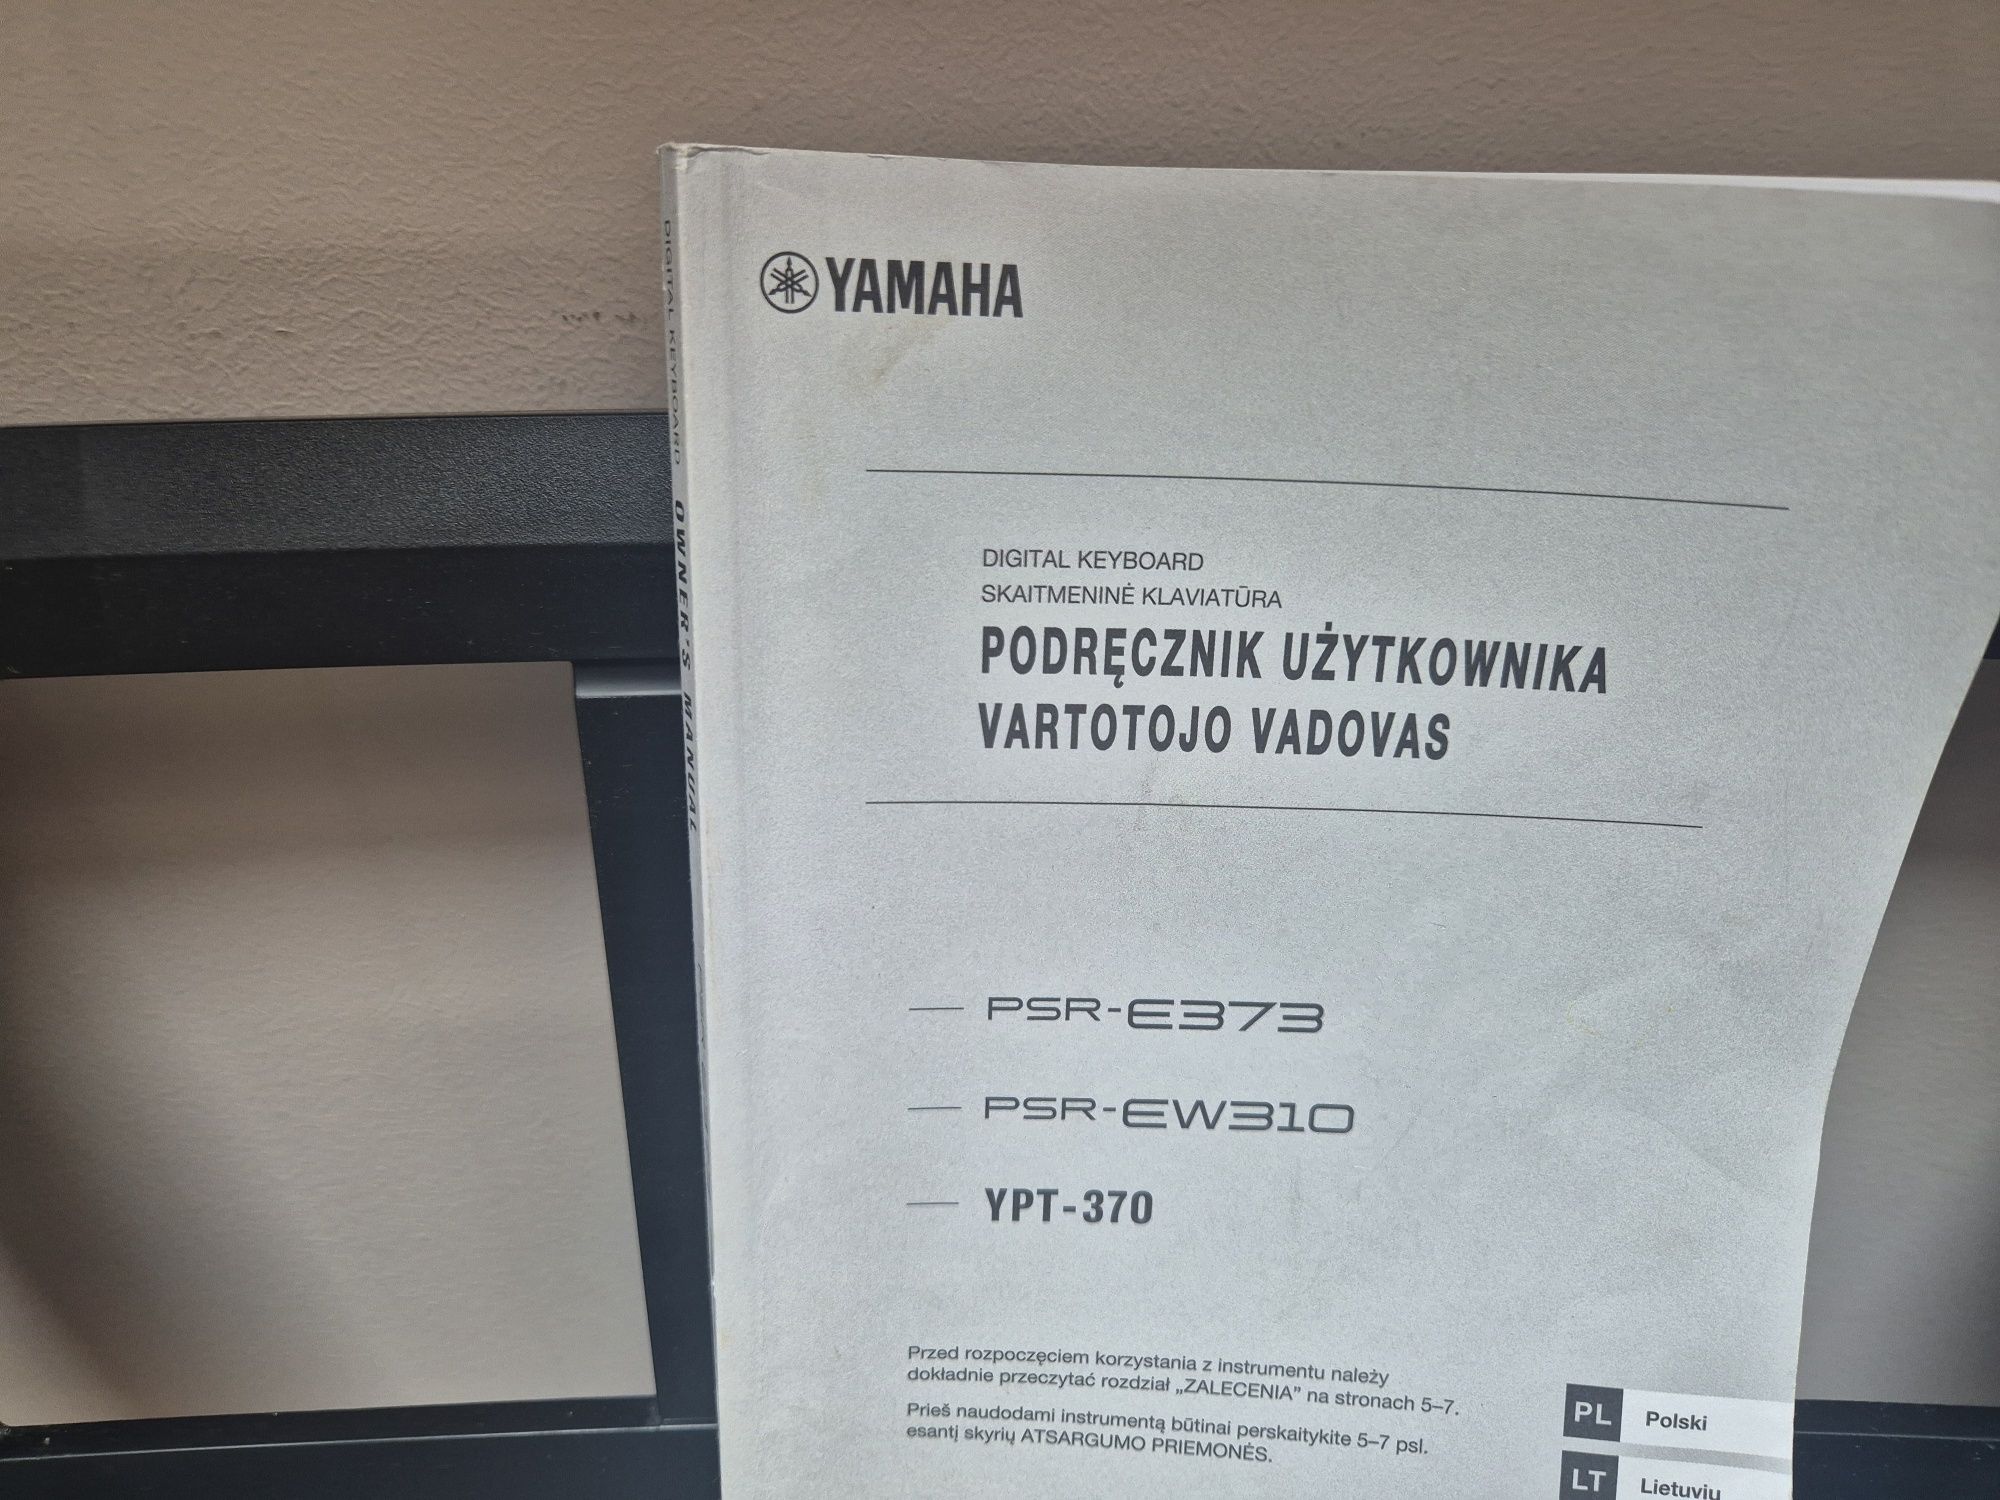 YAMAHA
DIGITAL KEYBOARD
SKAITMENINĖ KLAVIATŪRA
PODRĘCZNIK UŻYTKOWNIKA
VARTOTOJO VADOVAS
PSR-E373
PSR-EW310
YPT-370
Przed rozpoczęciem korzystania z instrumentu należy
dokładnie przeczytać rozdział „ZALECENIA” na stronach 5–7.
Prieš naudodami instrumentą būtinai perskaitykite 5–7 psl.
esantį skyrių ATSARGUMO PRIEMONĖS.
PL Polski
LT Lietuvių
DIGITAL KEYBOARD OWNER'S MANUAL